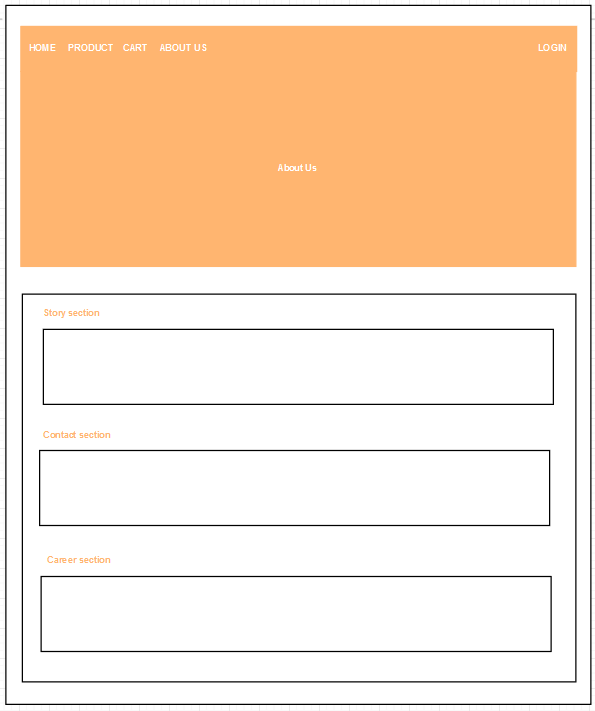 HOME PRODUCT CART ABOUT US LOGIN
About Us
Story section
Contact section
Career section